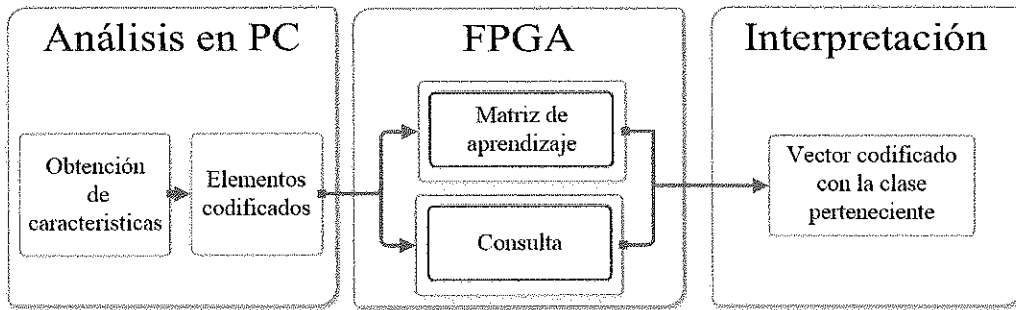 Análisis en PC
Obtención
de
caracteristicas
Elementos
codificados
FPGA
Matriz de
aprendizaje
Consulta
Interpretación
Vector codificado
con la clase
perteneciente